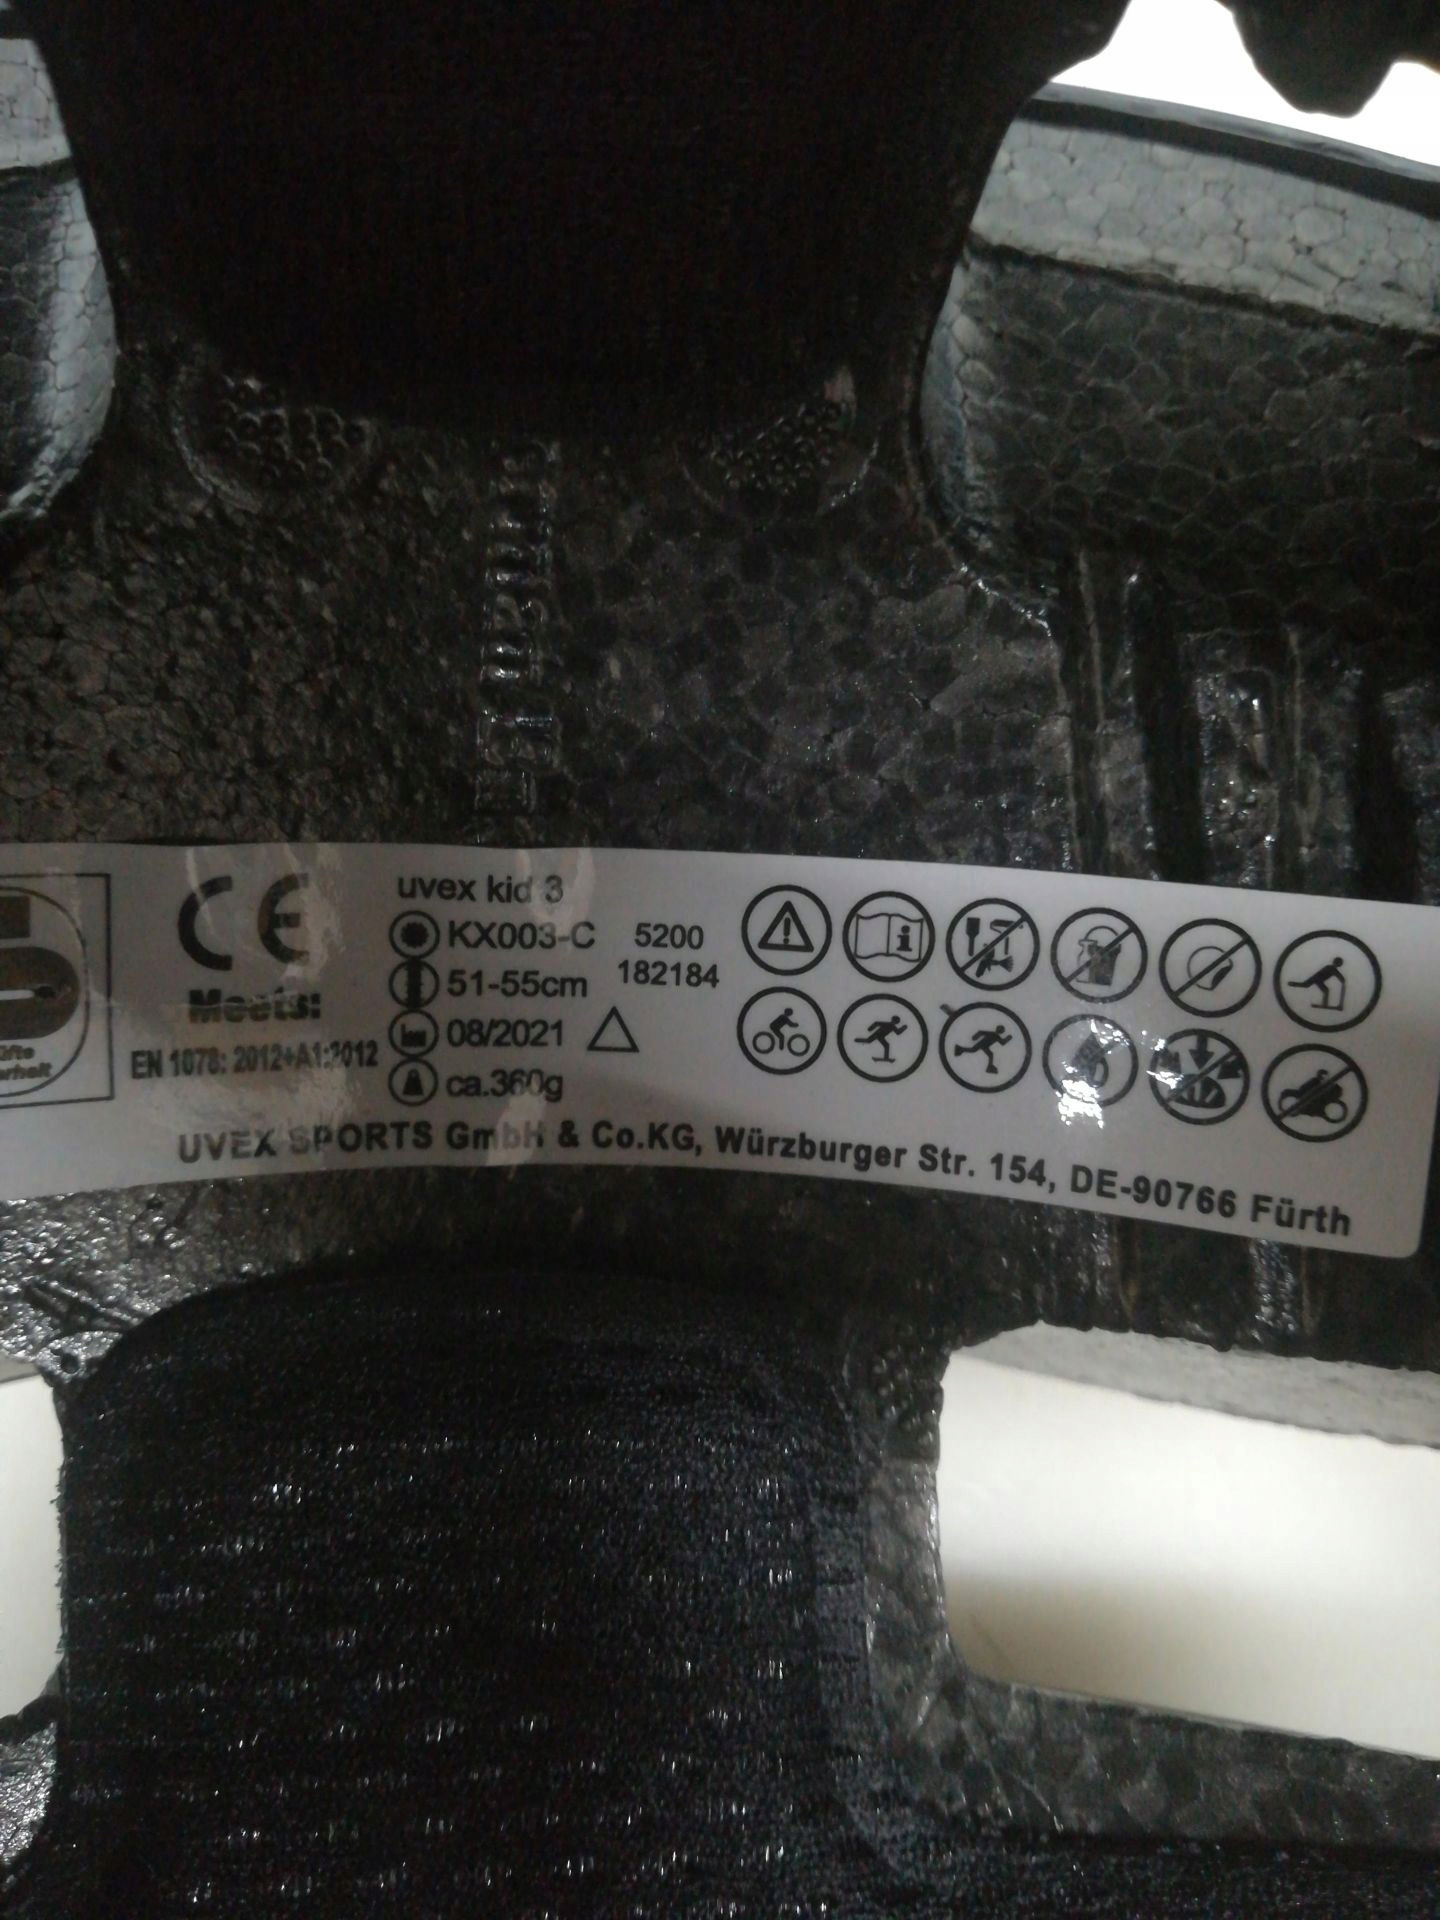 CE
Meets:
EN 1078: 2012+A1:2012
uvex kid 3
KX003-C 5200
51-55cm 182184
08/2021
ca.360g
UVEX SPORTS GmbH & Co.KG, Würzburger Str. 154, DE-90766 Fürth